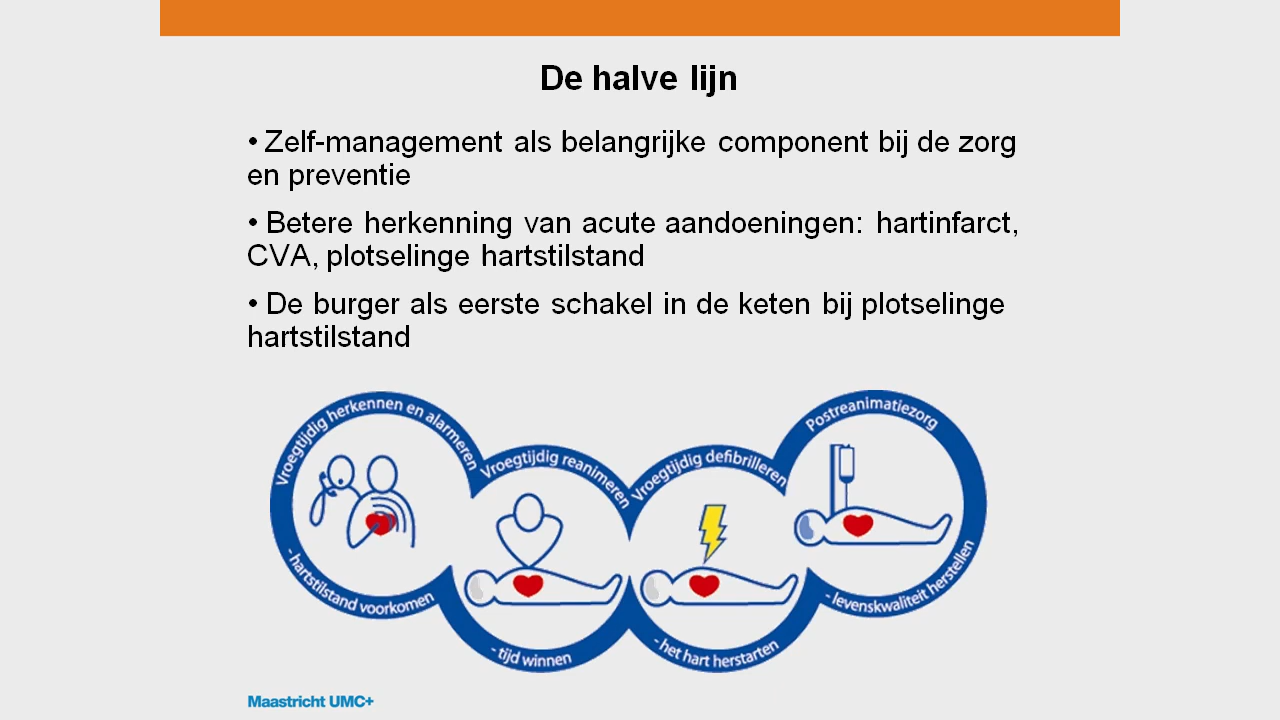 De halve lijn
• Zelf-management als belangrijke component bij de zorg
en preventie
• Betere herkenning van acute aandoeningen: hartinfarct,
CVA, plotselinge hartstilstand
• De burger als eerste schakel in de keten bij plotselinge
hartstilstand
Vroegtijdig herkennen en alarmeren
- hartstilstand voorkomen
Vroegtijdig reanimeren
- tijd winnen
Vroegtijdig defibrilleren
- het hart herstarten
Postreanimatiezorg
- levenskwaliteit herstellen
Maastricht UMC+